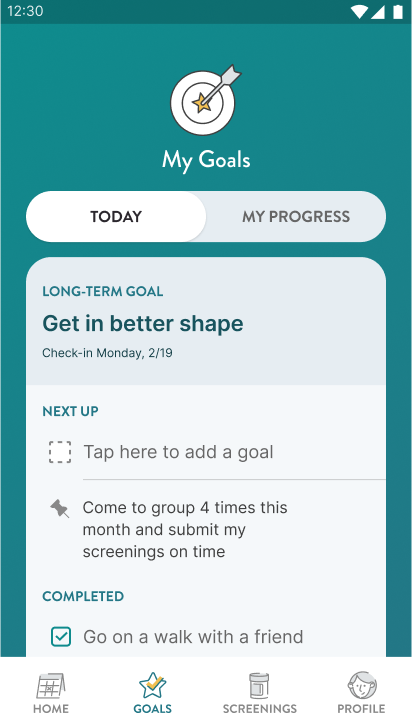 12:30
My Goals
TODAY
MY PROGRESS
LONG-TERM GOAL
Get in better shape
Check-in Monday, 2/19
NEXT UP
Tap here to add a goal
Come to group 4 times this
month and submit my
screenings on time
COMPLETED
Go on a walk with a friend
HOME
GOALS
SCREENINGS
PROFILE